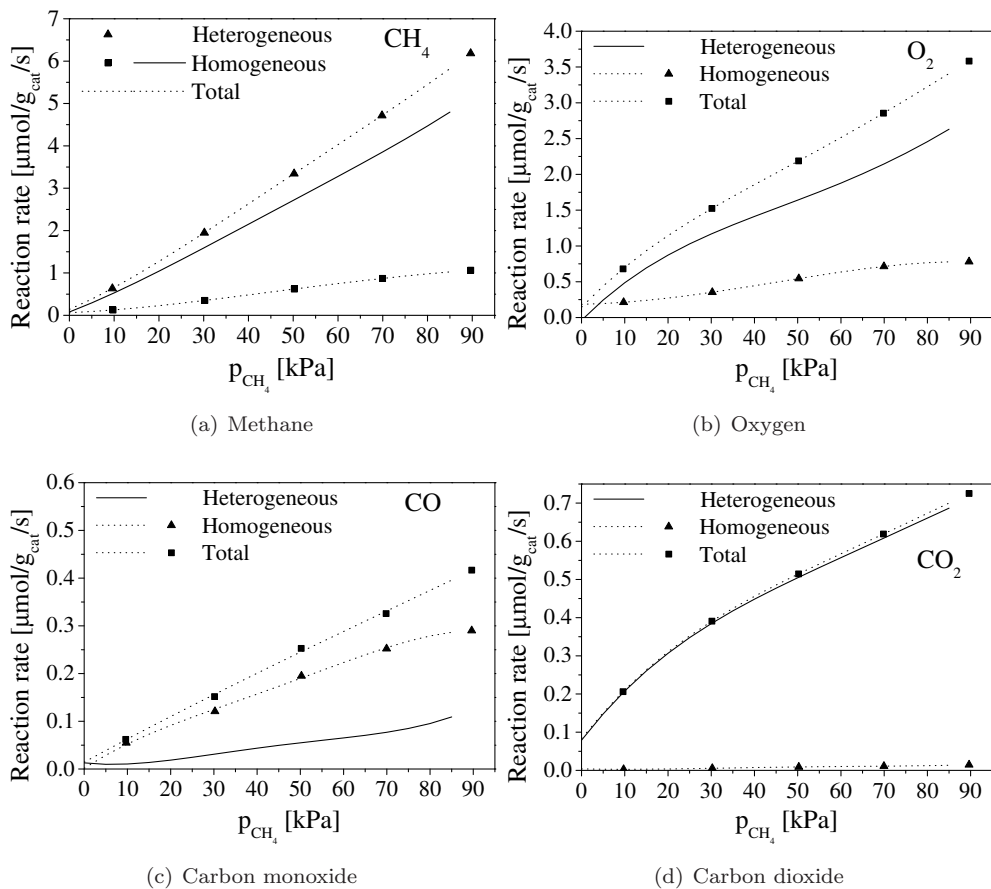 7
6
5
4
3
2
1
0
Reaction rate [μmol/g_cat/s]
Heterogeneous
Homogeneous
Total
CH₄
0 10 20 30 40 50 60 70 80 90
p_CH₄ [kPa]
(a) Methane
4.0
3.5
3.0
2.5
2.0
1.5
1.0
0.5
0.0
Reaction rate [μmol/g_cat/s]
Heterogeneous
Homogeneous
Total
O₂
0 10 20 30 40 50 60 70 80 90
p_CH₄ [kPa]
(b) Oxygen
0.6
0.5
0.4
0.3
0.2
0.1
0.0
Reaction rate [μmol/g_cat/s]
Heterogeneous
Homogeneous
Total
CO
0 10 20 30 40 50 60 70 80 90
p_CH₄ [kPa]
(c) Carbon monoxide
0.7
0.6
0.5
0.4
0.3
0.2
0.1
0.0
Reaction rate [μmol/g_cat/s]
Heterogeneous
Homogeneous
Total
CO₂
0 10 20 30 40 50 60 70 80 90
p_CH₄ [kPa]
(d) Carbon dioxide